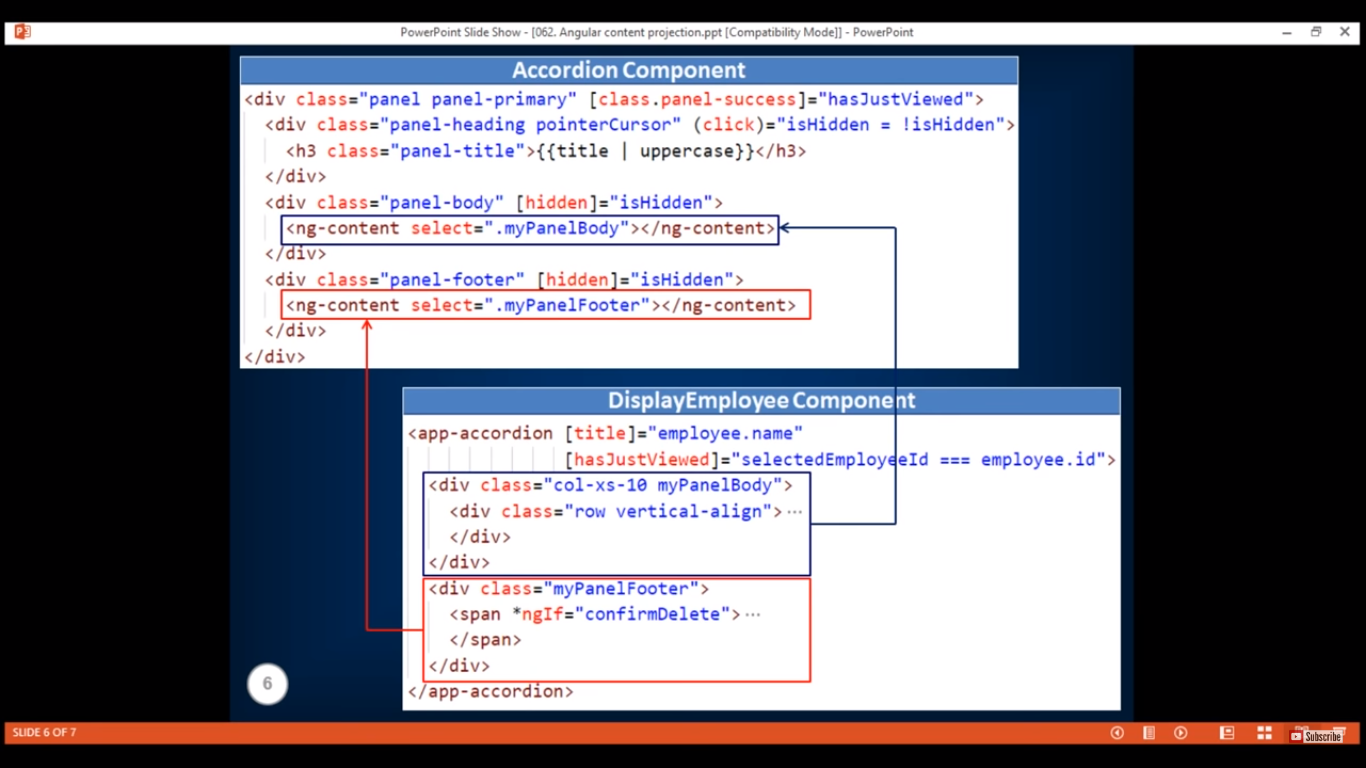 PowerPoint Slide Show - [062. Angular content projection.ppt [Compatibility Mode]] - PowerPoint
Accordion Component
<div class="panel panel-primary" [class.panel-success]="hasJustViewed">
<div class="panel-heading pointerCursor" (click)="isHidden = !isHidden">
<h3 class="panel-title">{{title | uppercase}}</h3>
</div>
<div class="panel-body" [hidden]="isHidden">
<ng-content select=".myPanelBody"></ng-content>
</div>
<div class="panel-footer" [hidden]="isHidden">
<ng-content select=".myPanelFooter"></ng-content>
</div>
</div>
DisplayEmployee Component
<app-accordion [title]="employee.name"
[hasJustViewed]="selectedEmployeeId === employee.id">
<div class="col-xs-10 myPanelBody">
<div class="row vertical-align">...
</div>
</div>
<div class="myPanelFooter">
<span *ngIf="confirmDelete">...
</span>
</div>
</app-accordion>
6
SLIDE 6 OF 7
Subscribe